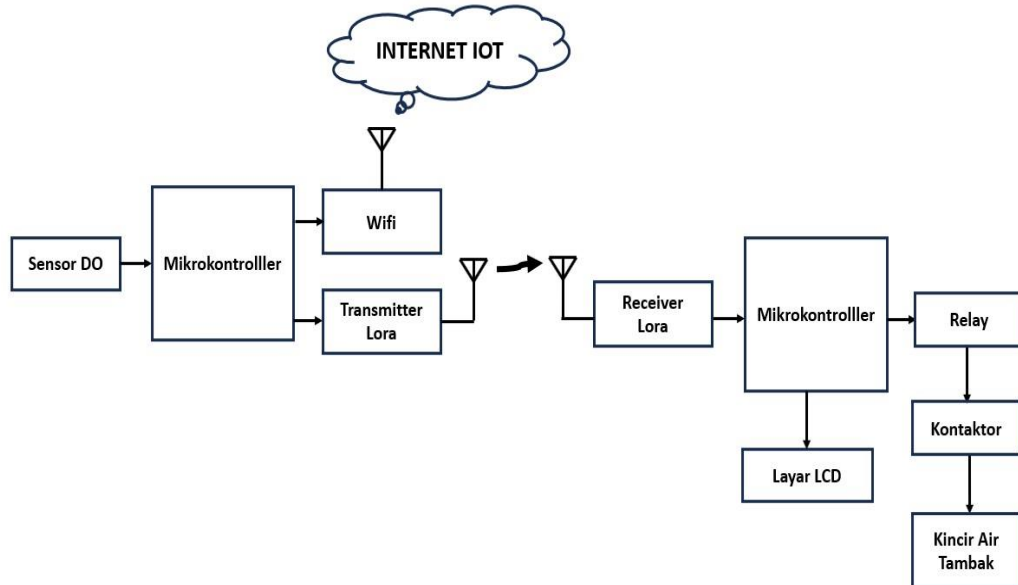 INTERNET IOT
Wifi
Sensor DO
Mikrokontrolller
Transmitter
Lora
Receiver
Lora
Mikrokontrolller
Relay
Kontaktor
Layar LCD
Kincir Air
Tambak